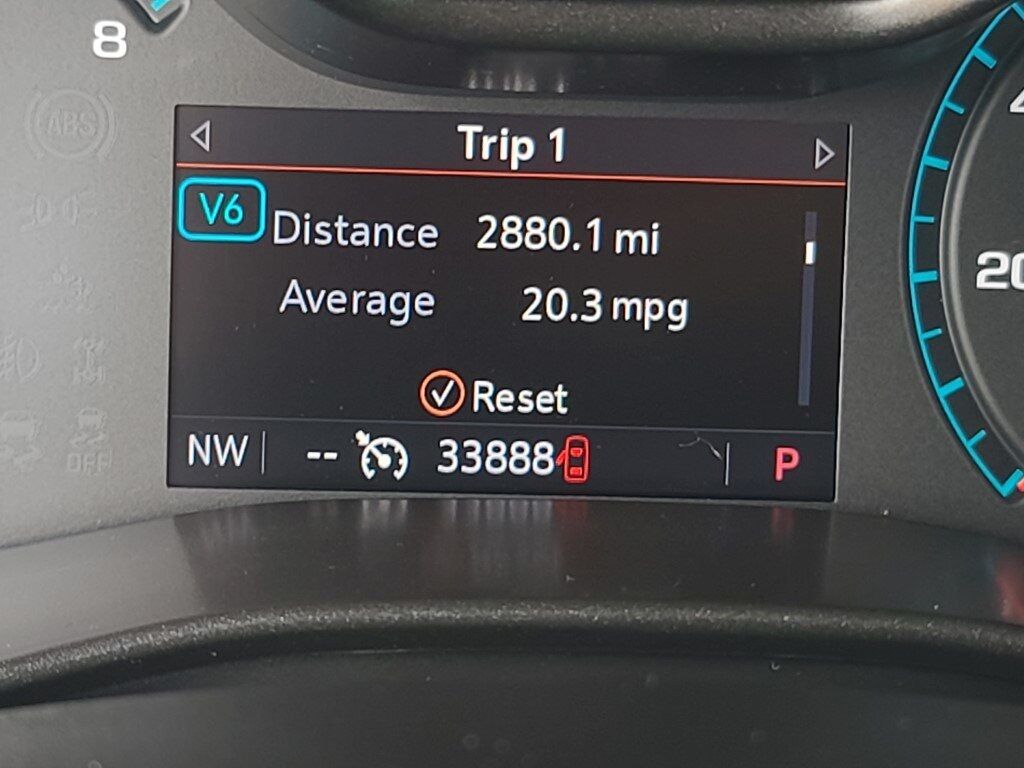 8
ABS
Trip 1
V6
Distance 2880.1 mi
Average 20.3 mpg
Reset
NW -- 33888 P
OFF
20